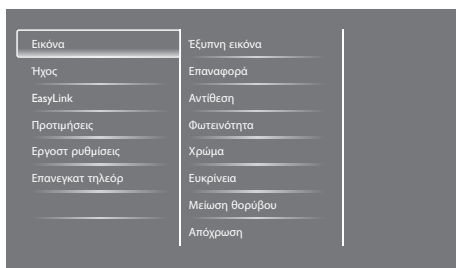 Εικόνα
Ήχος
EasyLink
Προτιμήσεις
Εργοστ ρυθμίσεις
Επανεγκατ τηλεόρ
Έξυπνη εικόνα
Επαναφορά
Αντίθεση
Φωτεινότητα
Χρώμα
Ευκρίνεια
Μείωση θορύβου
Απόχρωση